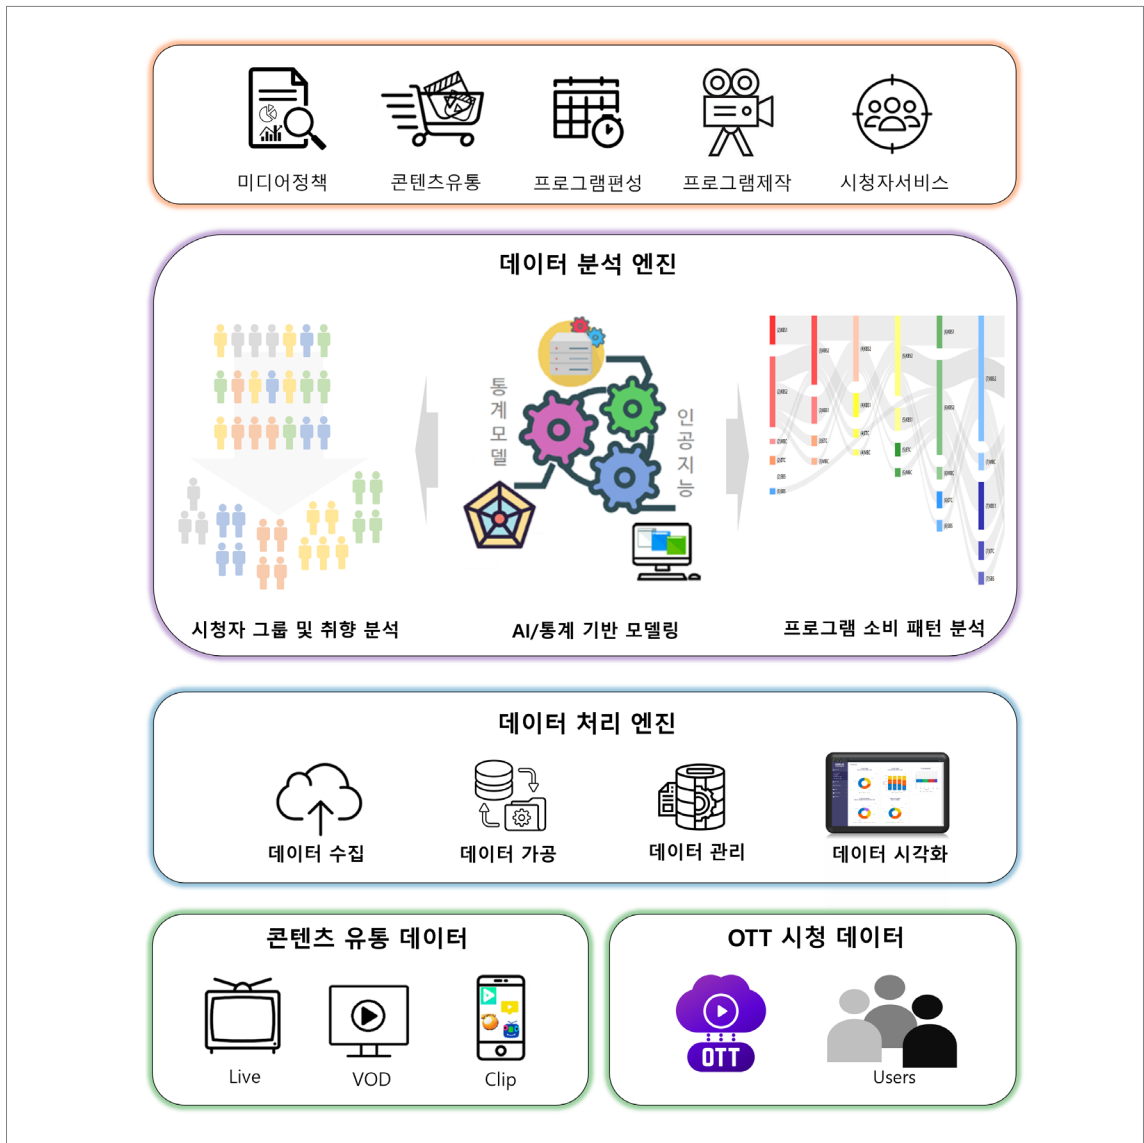 미디어정책
콘텐츠유통
프로그램편성
프로그램제작
시청자서비스
데이터 분석 엔진
통계모델
인공지능
시청자 그룹 및 취향 분석
AI/통계 기반 모델링
프로그램 소비 패턴 분석
데이터 처리 엔진
데이터 수집
데이터 가공
데이터 관리
데이터 시각화
콘텐츠 유통 데이터
Live
VOD
Clip
OTT 시청 데이터
OTT
Users